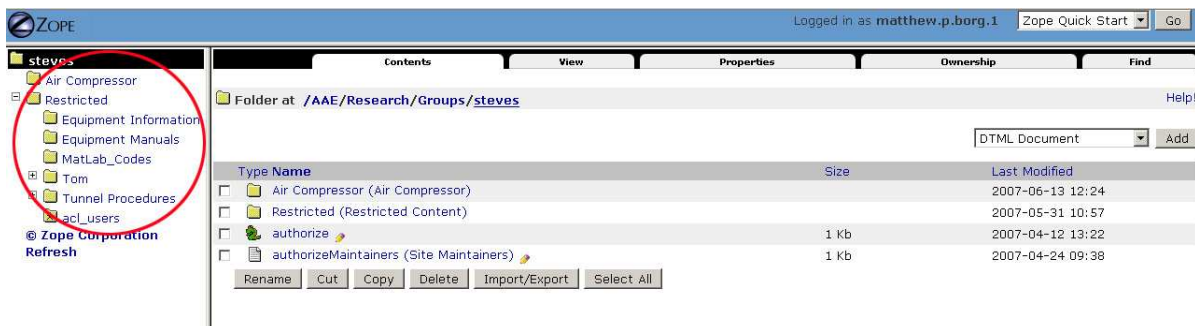 ZOPE
Logged in as matthew.p.borg.1 Zope Quick Start Go
steves
Air Compressor
Restricted
Equipment Information
Equipment Manuals
MatLab_Codes
Tom
Tunnel Procedures
acl_users
© Zope Corporation
Refresh
Contents View Properties Ownership Find
Folder at /AAE/Research/Groups/steves Help!
DTML Document Add
Type Name Size Last Modified
Air Compressor (Air Compressor) 2007-06-13 12:24
Restricted (Restricted Content) 2007-05-31 10:57
authorize 1 Kb 2007-04-12 13:22
authorizeMaintainers (Site Maintainers) 1 Kb 2007-04-24 09:38
Rename Cut Copy Delete Import/Export Select All